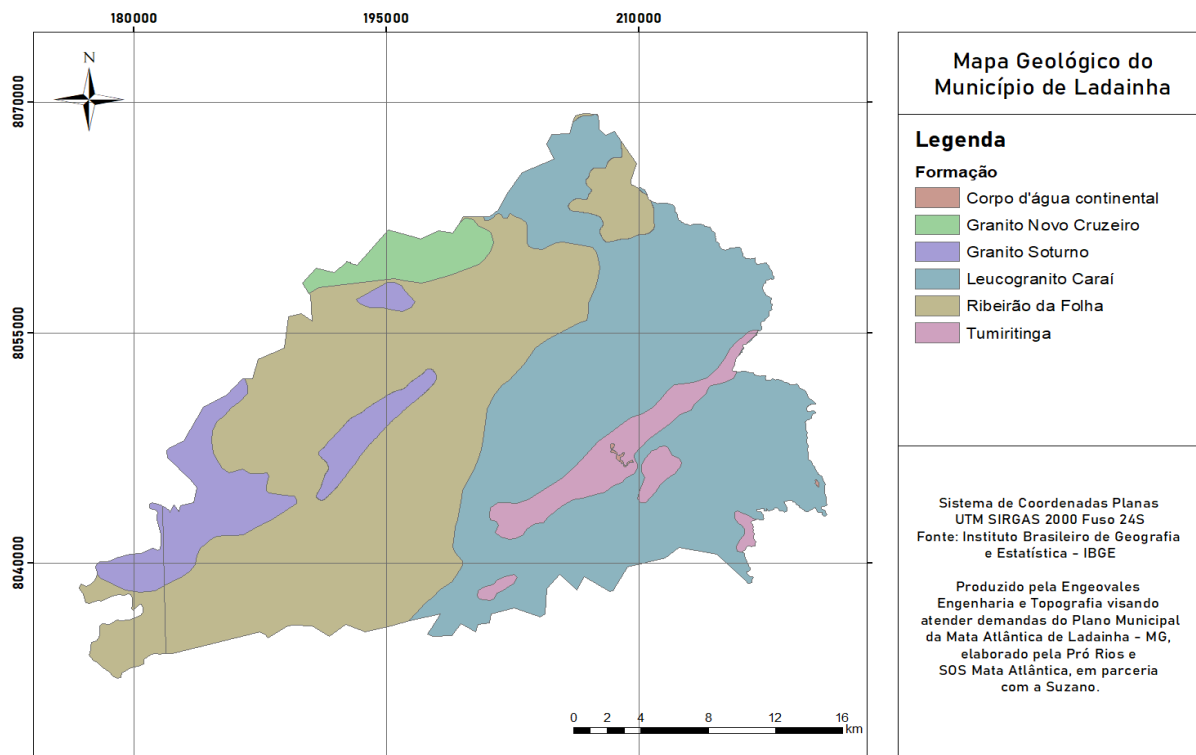 180000
195000
210000
N
8070000
8055000
8040000
0 2 4 8 12 16
km
Mapa Geológico do
Município de Ladainha
Legenda
Formação
Corpo d'água continental
Granito Novo Cruzeiro
Granito Soturno
Leucogranito Caraí
Ribeirão da Folha
Tumiritinga
Sistema de Coordenadas Planas
UTM SIRGAS 2000 Fuso 24S
Fonte: Instituto Brasileiro de Geografia
e Estatística - IBGE
Produzido pela Engeovales
Engenharia e Topografia visando
atender demandas do Plano Municipal
da Mata Atlântica de Ladainha - MG,
elaborado pela Pró Rios e
SOS Mata Atlântica, em parceria
com a Suzano.